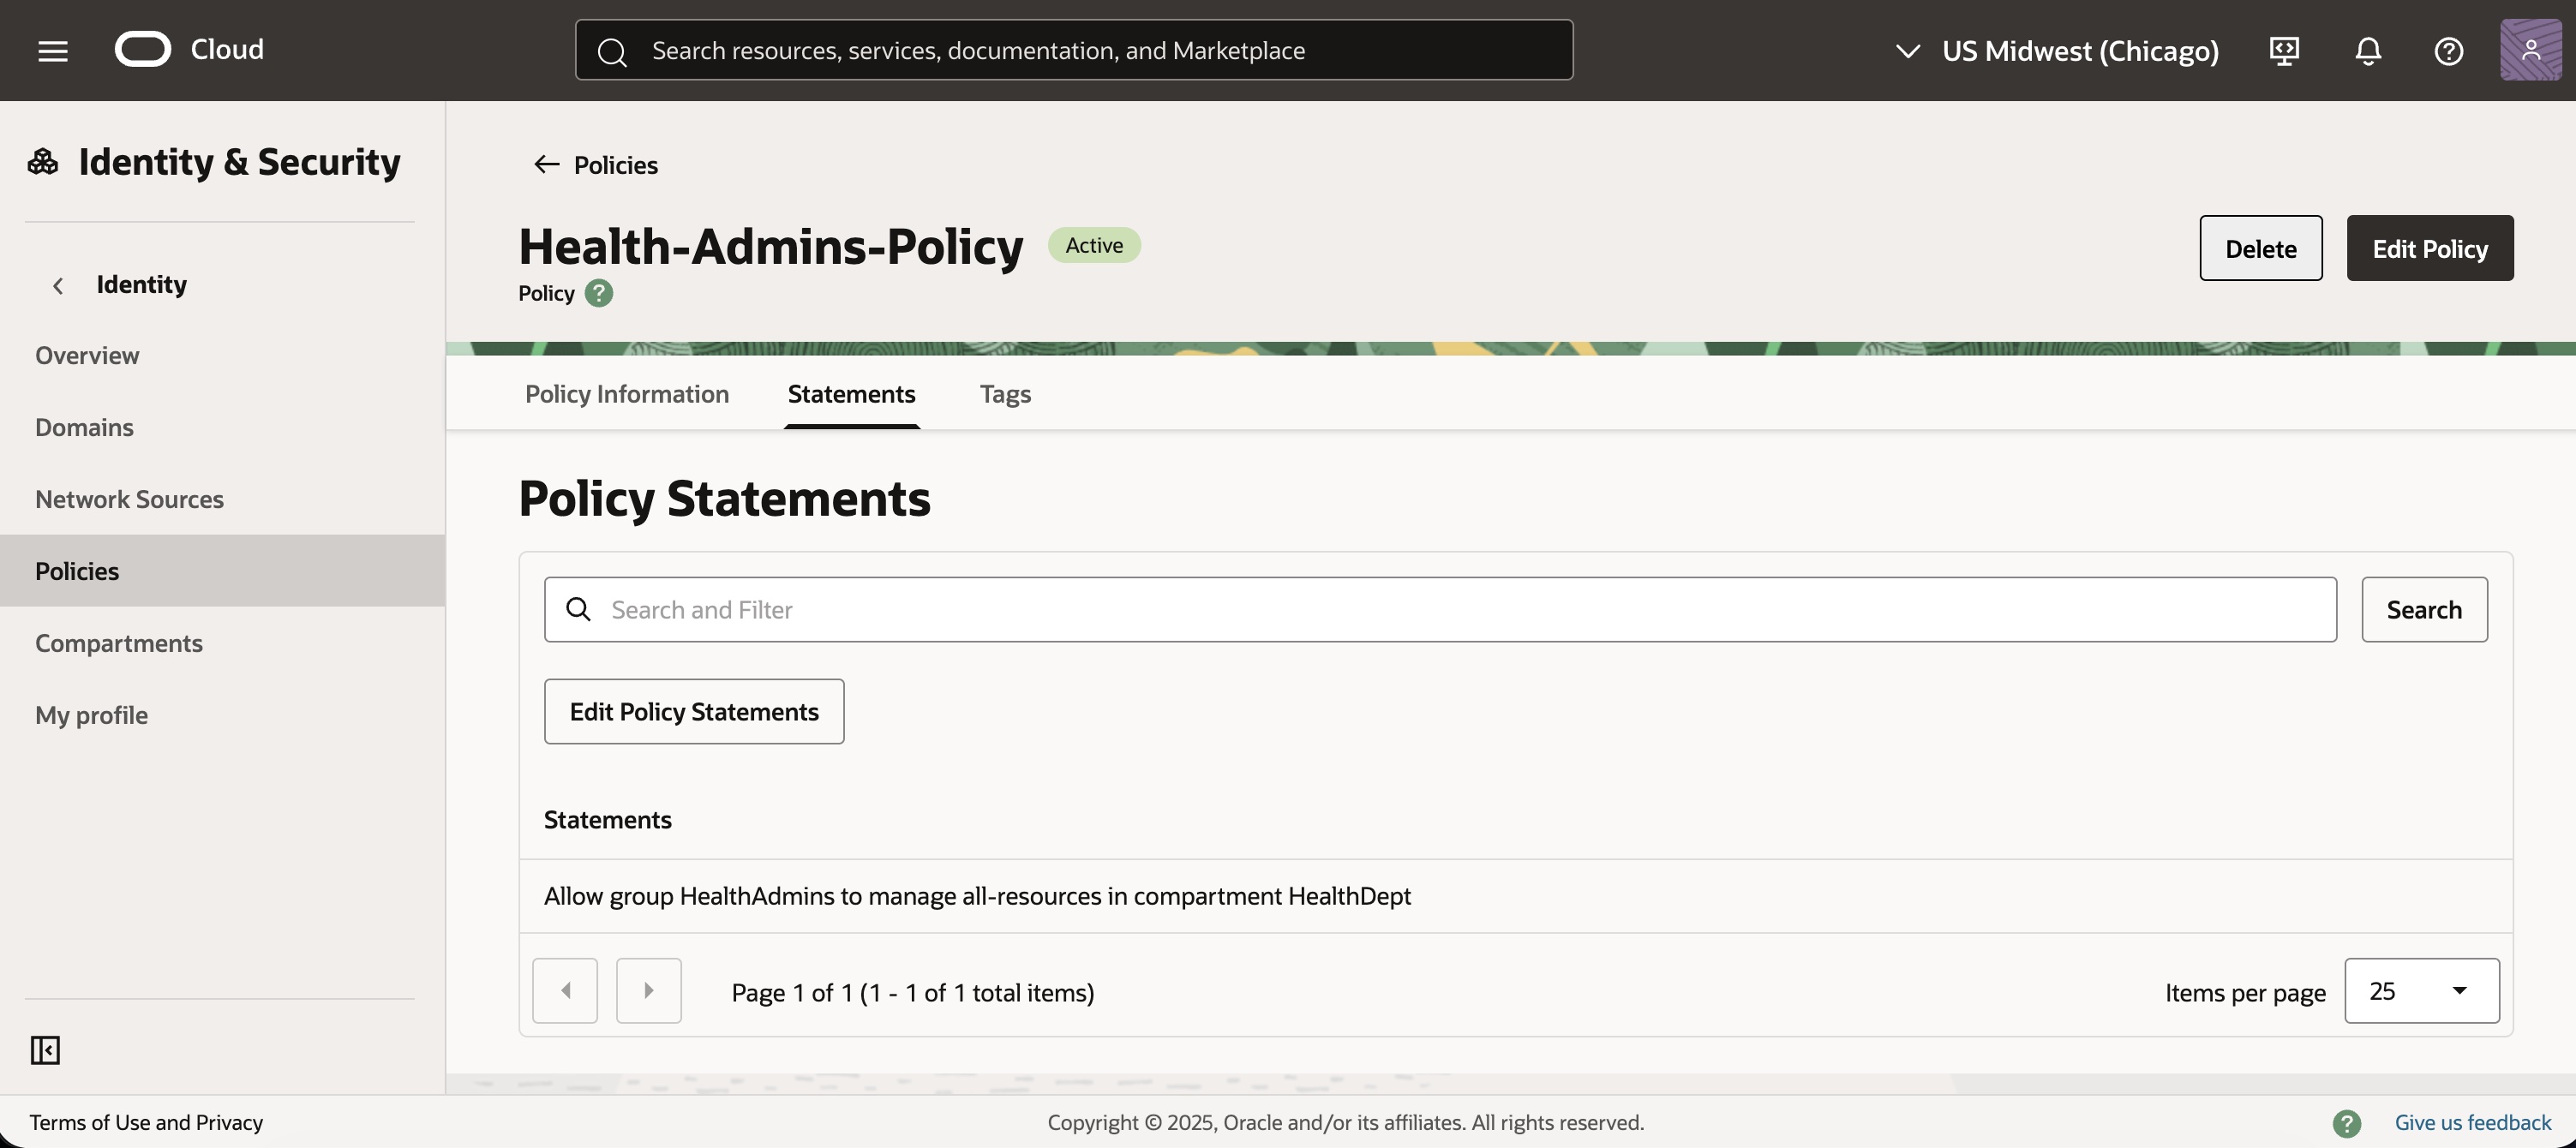 Cloud
Search resources, services, documentation, and Marketplace
US Midwest (Chicago)
Identity & Security
Identity
Overview
Domains
Network Sources
Policies
Compartments
My profile
Policies
Health-Admins-Policy
Active
Policy ?
Delete
Edit Policy
Policy Information
Statements
Tags
Policy Statements
Search and Filter
Search
Edit Policy Statements
Statements
Allow group HealthAdmins to manage all-resources in compartment HealthDept
Page 1 of 1 (1 - 1 of 1 total items)
Items per page
25
Terms of Use and Privacy
Copyright © 2025, Oracle and/or its affiliates. All rights reserved.
? Give us feedback